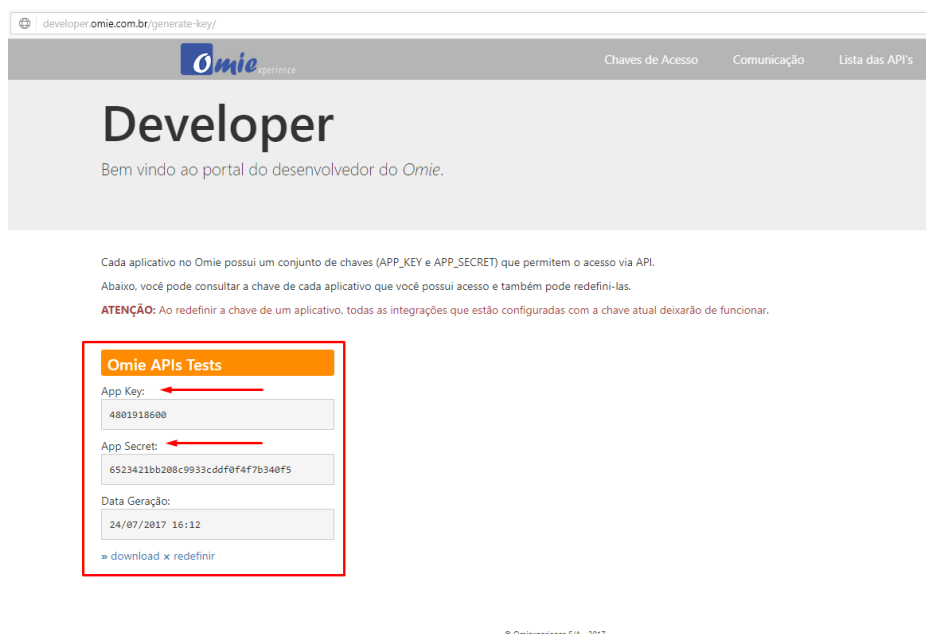 developer.omie.com.br/generate-key/
Omiexperience
Chaves de Acesso Comunicação Lista das API's
Developer
Bem vindo ao portal do desenvolvedor do Omie.
Cada aplicativo no Omie possui um conjunto de chaves (APP_KEY e APP_SECRET) que permitem o acesso via API.
Abaixo, você pode consultar a chave de cada aplicativo que você possui acesso e também pode redefini-las.
ATENÇÃO: Ao redefinir a chave de um aplicativo, todas as integrações que estão configuradas com a chave atual deixarão de funcionar.
Omie APIs Tests
App Key:
4801918600
App Secret:
6523421bb208c9933cddf0f4f7b340f5
Data Geração:
24/07/2017 16:12
» download × redefinir
© Omiexperience S/A - 2017